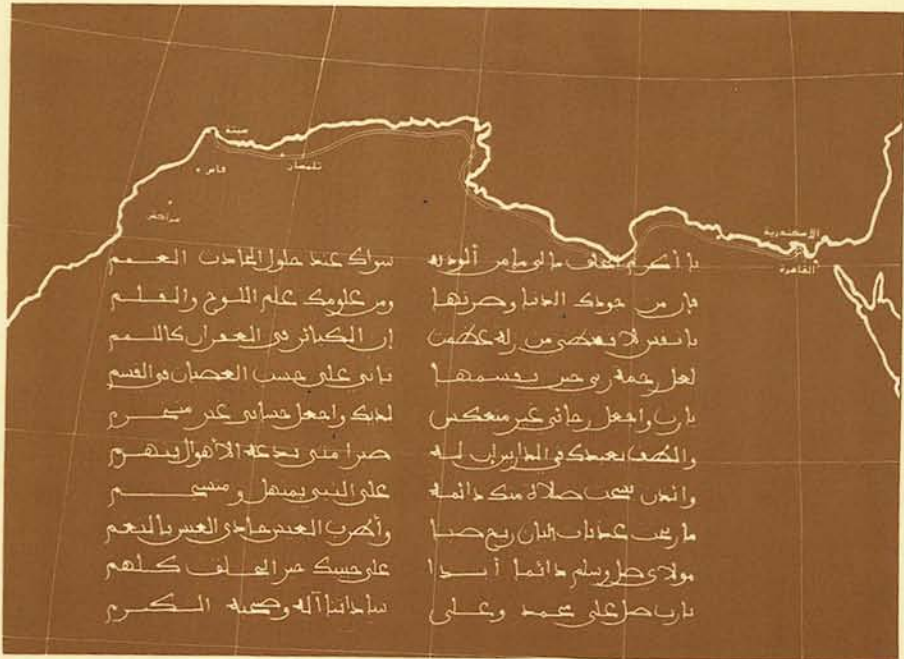 سبتة
تلمسان
فاس
مراكش
الاسكندرية
القاهرة
يا أكرم الخلق ما لي من ألوذ به سواك عند حلول الحادث العمم
فإن من جودك الدنيا وضرتها ومن علومك علم اللوح والقلم
يا نفس لا تقنطي من زلة عظمت إن الكبائر في الغفران كاللمم
لعل رحمة ربي حين يقسمها تأتي على حسب العصيان في القسم
يارب واجعل رجائي غير منعكس لديك واجعل حسابي غير منخرم
والطف بعبدك في الدارين إن له صبرا متى تدعه الأهوال ينهزم
وائذن لسحب صلاة منك دائمة على النبي بمنهل ومنسجم
ما رنحت عذبات البان ريح صبا وأطرب العيس حادي العيس بالنغم
مولاي صل وسلم دائما أبدا على حبيبك خير الخلق كلهم
يارب صل على محمد وعلى ساداتنا آله وصحبه الكرم